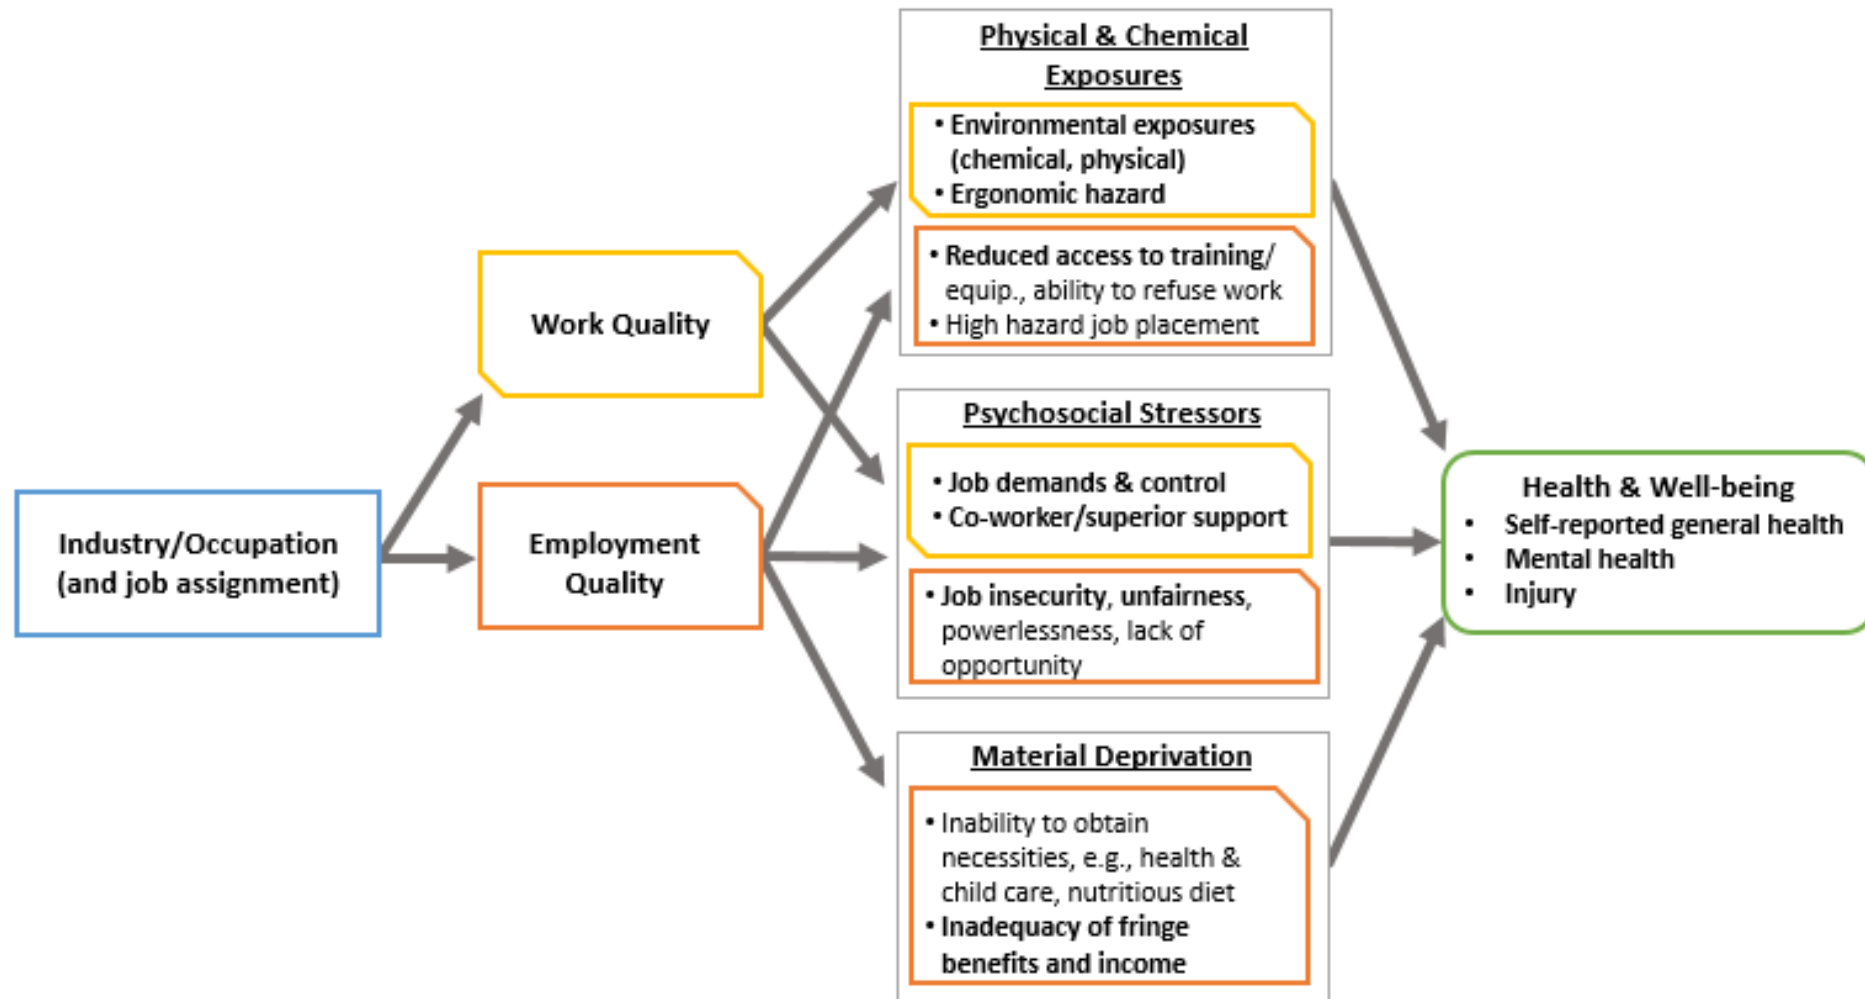 Industry/Occupation
(and job assignment)
Work Quality
Employment
Quality
Physical & Chemical
Exposures
• Environmental exposures
(chemical, physical)
• Ergonomic hazard
• Reduced access to training/
equip., ability to refuse work
• High hazard job placement
Psychosocial Stressors
• Job demands & control
• Co-worker/superior support
• Job insecurity, unfairness,
powerlessness, lack of
opportunity
Material Deprivation
• Inability to obtain
necessities, e.g., health &
child care, nutritious diet
• Inadequacy of fringe
benefits and income
Health & Well-being
• Self-reported general health
• Mental health
• Injury